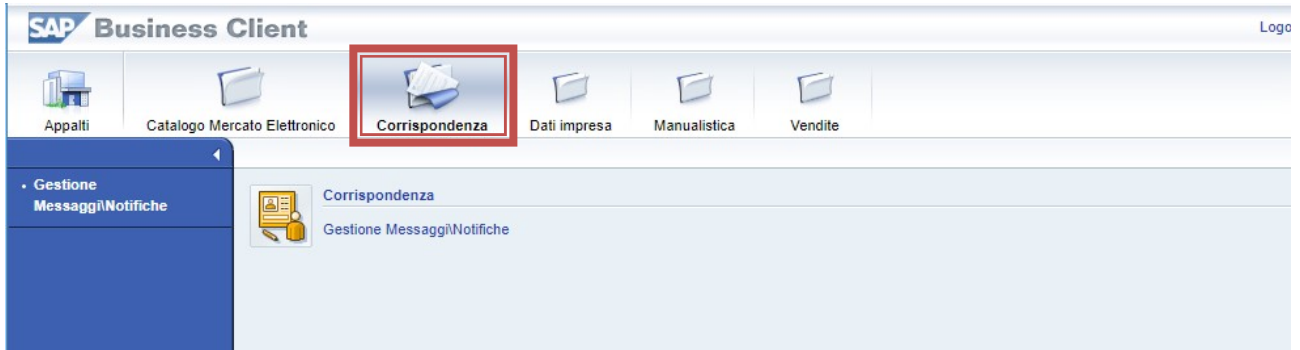 SAP Business Client
Logo
Appalti
Catalogo Mercato Elettronico
Corrispondenza
Dati impresa
Manualistica
Vendite
Gestione
Messaggi\Notifiche
Corrispondenza
Gestione Messaggi\Notifiche